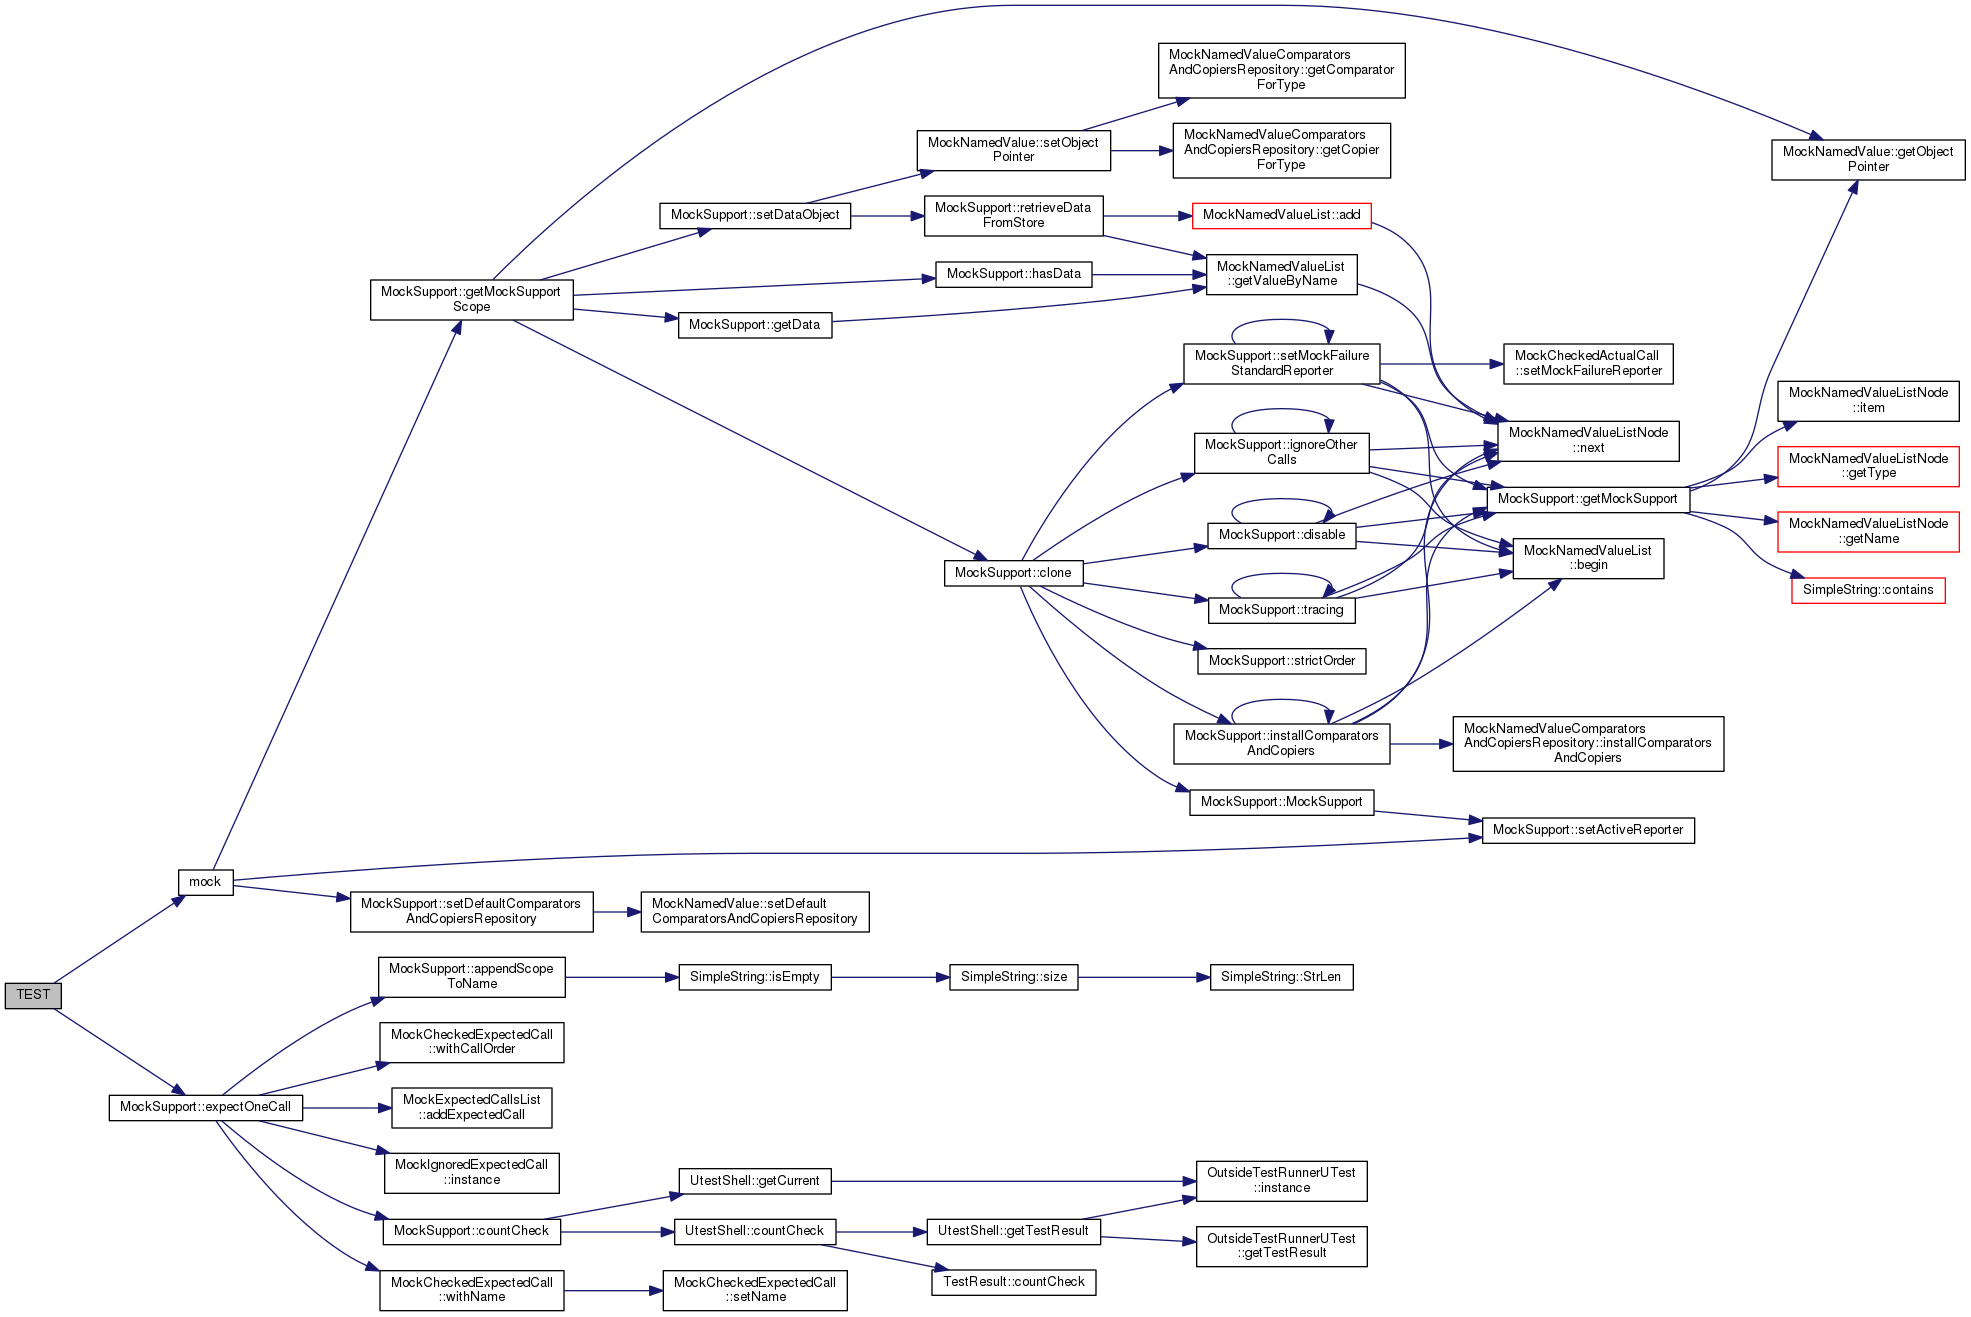 MockNamedValueComparators
AndCopiersRepository::getComparator
ForType
MockNamedValueComparators
AndCopiersRepository::getCopier
ForType
MockNamedValue::setObject
Pointer
MockNamedValue::getObject
Pointer
MockSupport::setDataObject
MockSupport::retrieveData
FromStore
MockNamedValueList::add
MockSupport::hasData
MockNamedValueList
::getValueByName
MockSupport::getMockSupport
Scope
MockSupport::getData
MockSupport::setMockFailure
StandardReporter
MockCheckedActualCall
::setMockFailureReporter
MockNamedValueListNode
::item
MockSupport::ignoreOther
Calls
MockNamedValueListNode
::next
MockNamedValueListNode
::getType
MockSupport::getMockSupport
MockNamedValueListNode
::getName
MockSupport::disable
MockNamedValueList
::begin
MockSupport::clone
SimpleString::contains
MockSupport::tracing
MockSupport::strictOrder
MockSupport::installComparators
AndCopiers
MockNamedValueComparators
AndCopiersRepository::installComparators
AndCopiers
MockSupport::MockSupport
MockSupport::setActiveReporter
mock
MockSupport::setDefaultComparators
AndCopiersRepository
MockNamedValue::setDefault
ComparatorsAndCopiersRepository
TEST
MockSupport::appendScope
ToName
SimpleString::isEmpty
SimpleString::size
SimpleString::StrLen
MockCheckedExpectedCall
::withCallOrder
MockSupport::expectOneCall
MockExpectedCallsList
::addExpectedCall
MockIgnoredExpectedCall
::instance
UtestShell::getCurrent
OutsideTestRunnerUTest
::instance
MockSupport::countCheck
UtestShell::countCheck
UtestShell::getTestResult
OutsideTestRunnerUTest
::getTestResult
TestResult::countCheck
MockCheckedExpectedCall
::withName
MockCheckedExpectedCall
::setName